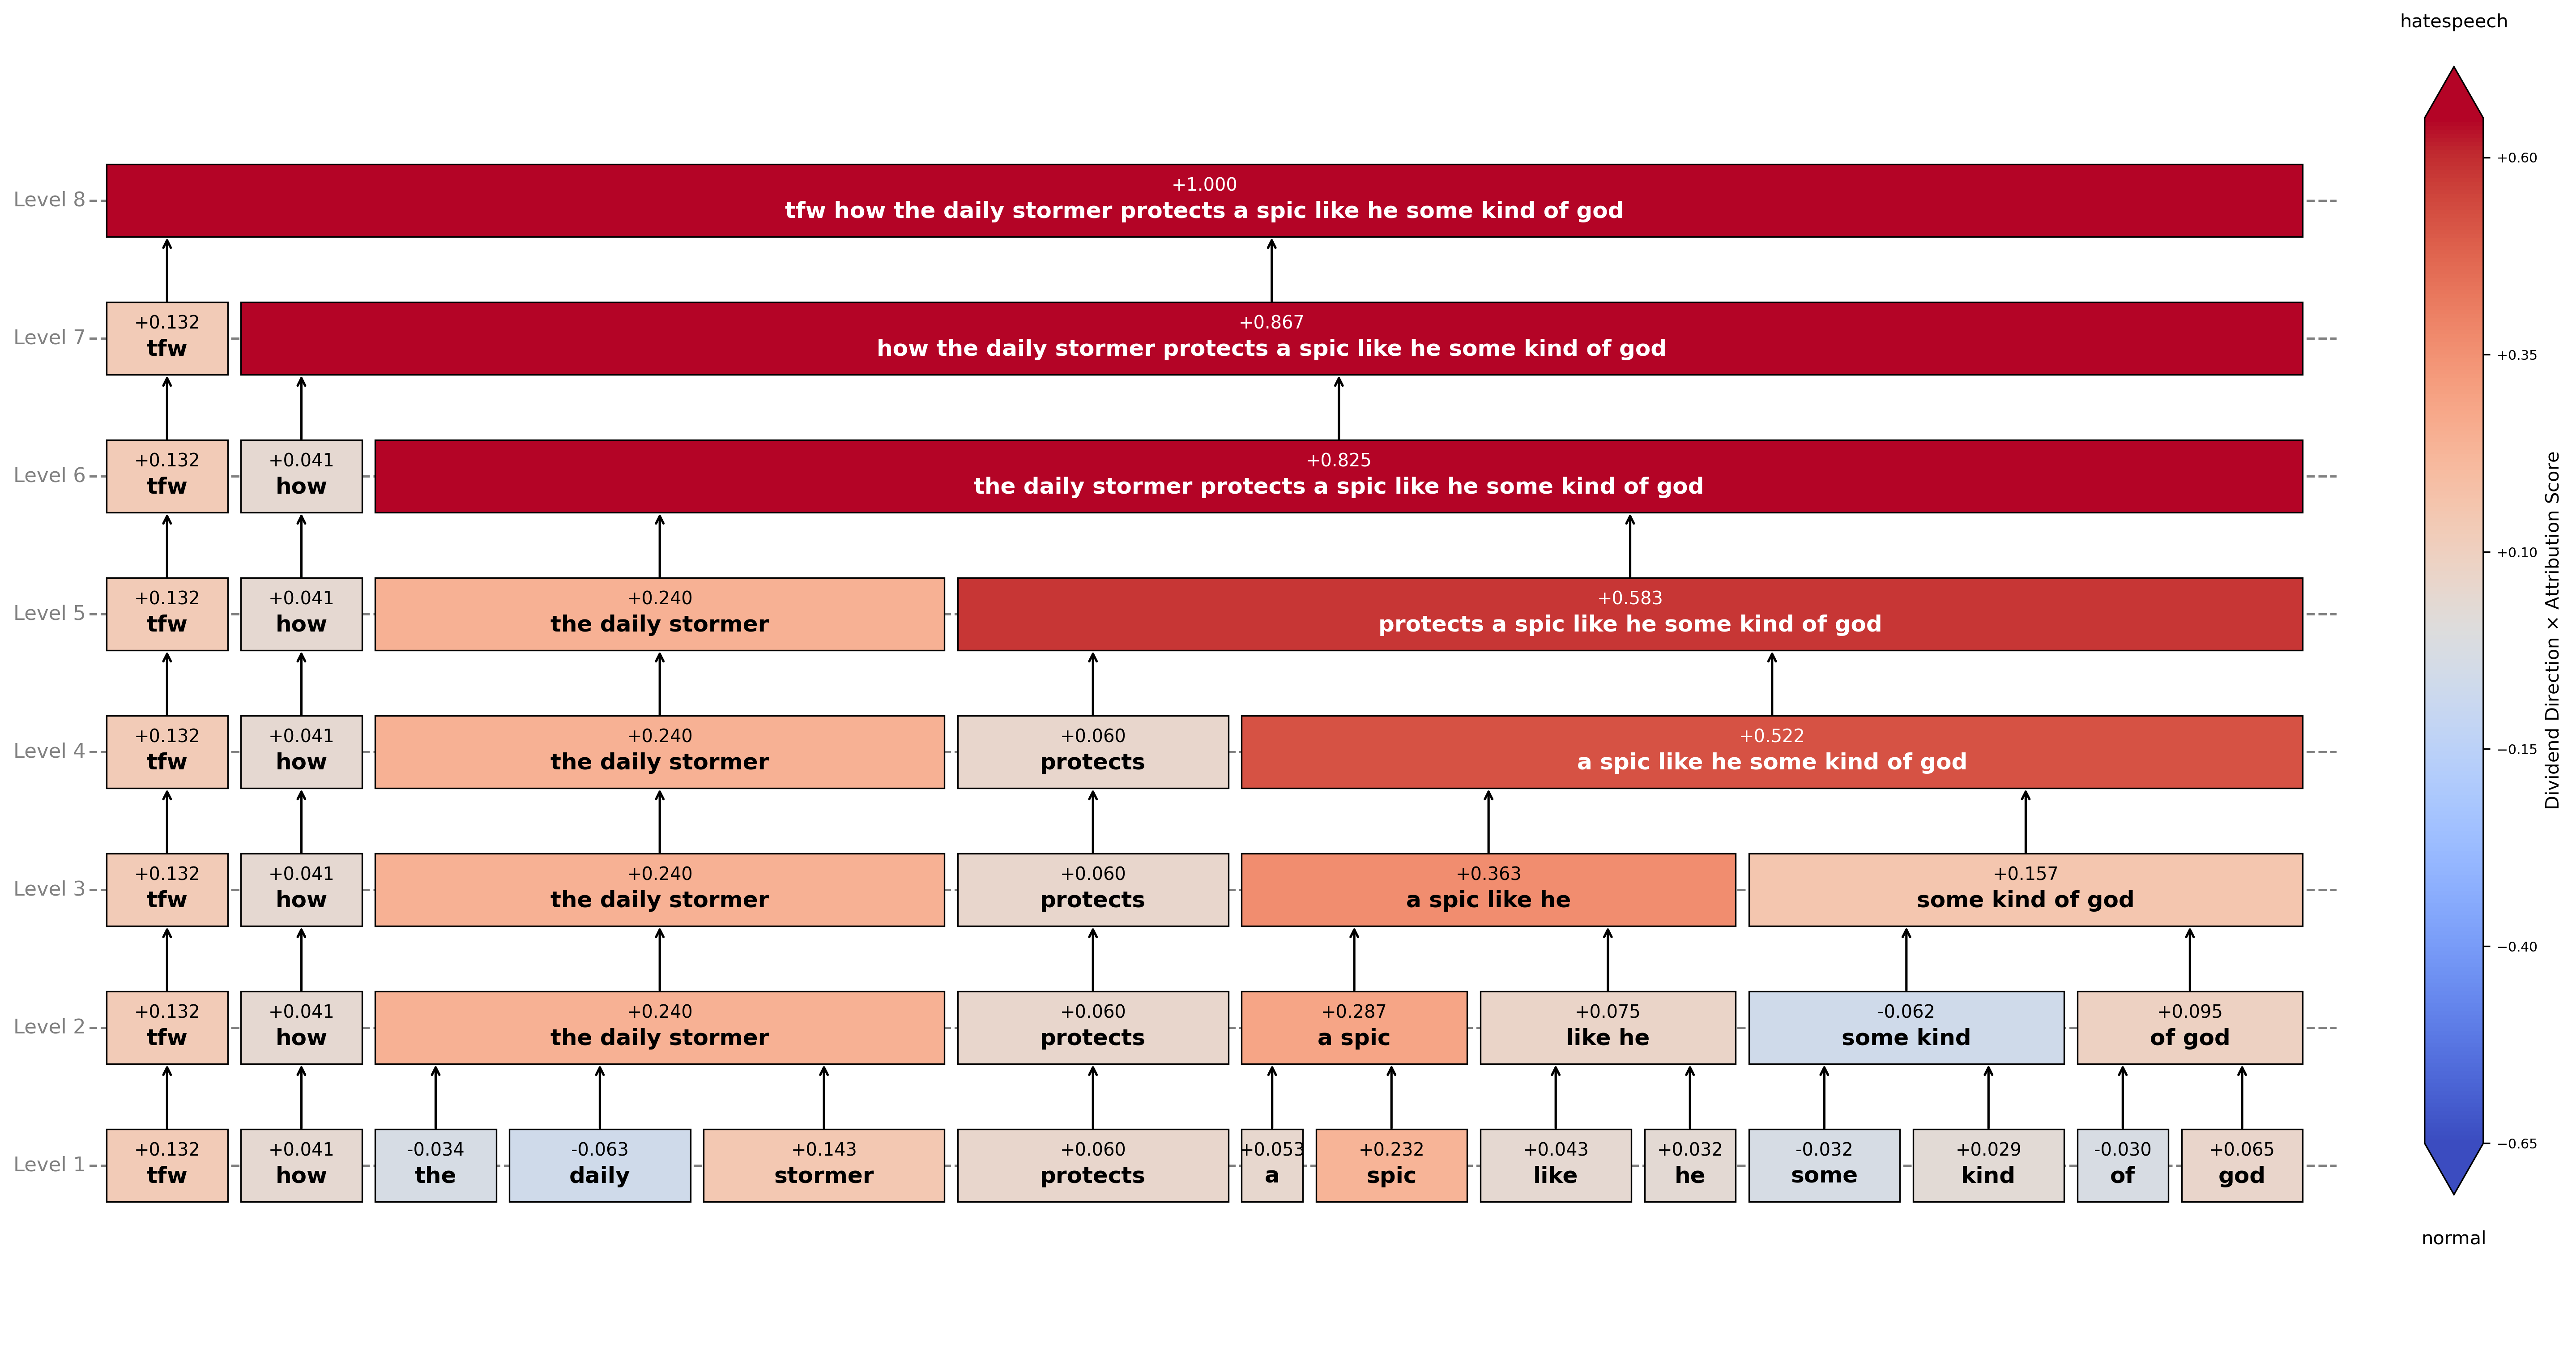 hatespeech
Level 8
+1.000
tfw how the daily stormer protects a spic like he some kind of god
Level 7
+0.132
tfw
+0.867
how the daily stormer protects a spic like he some kind of god
Level 6
+0.132
tfw
+0.041
how
+0.825
the daily stormer protects a spic like he some kind of god
Level 5
+0.132
tfw
+0.041
how
+0.240
the daily stormer
+0.583
protects a spic like he some kind of god
Level 4
+0.132
tfw
+0.041
how
+0.240
the daily stormer
+0.060
protects
+0.522
a spic like he some kind of god
Level 3
+0.132
tfw
+0.041
how
+0.240
the daily stormer
+0.060
protects
+0.363
a spic like he
+0.157
some kind of god
Level 2
+0.132
tfw
+0.041
how
+0.240
the daily stormer
+0.060
protects
+0.287
a spic
+0.075
like he
-0.062
some kind
+0.095
of god
Level 1
+0.132
tfw
+0.041
how
-0.034
the
-0.063
daily
+0.143
stormer
+0.060
protects
+0.053
a
+0.232
spic
+0.043
like
+0.032
he
-0.032
some
+0.029
kind
-0.030
of
+0.065
god
+0.60
+0.35
+0.10
−0.15
−0.40
−0.65
Dividend Direction × Attribution Score
normal